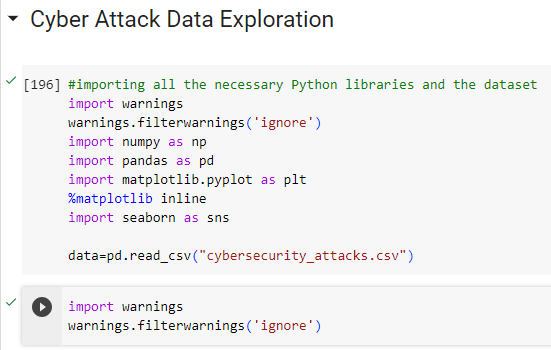 Cyber Attack Data Exploration
[196] #importing all the necessary Python libraries and the dataset
import warnings
warnings.filterwarnings('ignore')
import numpy as np
import pandas as pd
import matplotlib.pyplot as plt
%matplotlib inline
import seaborn as sns
data=pd.read_csv("cybersecurity_attacks.csv")
import warnings
warnings.filterwarnings('ignore')